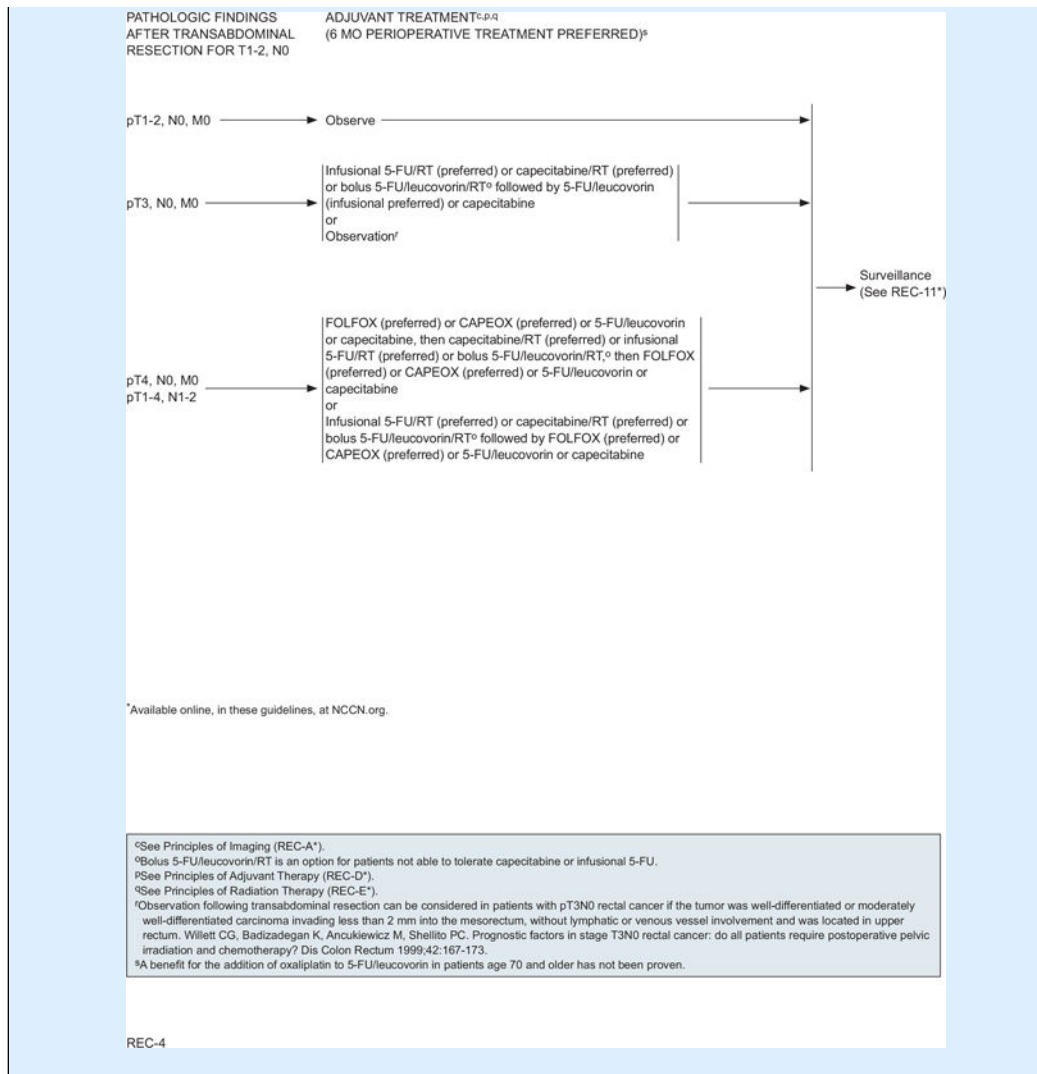 PATHOLOGIC FINDINGS
AFTER TRANSABDOMINAL
RESECTION FOR T1-2, N0
ADJUVANT TREATMENTc,p,q
(6 MO PERIOPERATIVE TREATMENT PREFERRED)s
pT1-2, N0, M0
Observe
pT3, N0, M0
Infusional 5-FU/RT (preferred) or capecitabine/RT (preferred)
or bolus 5-FU/leucovorin/RTo followed by 5-FU/leucovorin
(infusional preferred) or capecitabine
or
Observationr
pT4, N0, M0
pT1-4, N1-2
FOLFOX (preferred) or CAPEOX (preferred) or 5-FU/leucovorin
or capecitabine, then capecitabine/RT (preferred) or infusional
5-FU/RT (preferred) or bolus 5-FU/leucovorin/RT,o then FOLFOX
(preferred) or CAPEOX (preferred) or 5-FU/leucovorin or
capecitabine
or
Infusional 5-FU/RT (preferred) or capecitabine/RT (preferred) or
bolus 5-FU/leucovorin/RTo followed by FOLFOX (preferred) or
CAPEOX (preferred) or 5-FU/leucovorin or capecitabine
Surveillance
(See REC-11*)
*Available online, in these guidelines, at NCCN.org.
cSee Principles of Imaging (REC-A*).
oBolus 5-FU/leucovorin/RT is an option for patients not able to tolerate capecitabine or infusional 5-FU.
pSee Principles of Adjuvant Therapy (REC-D*).
qSee Principles of Radiation Therapy (REC-E*).
rObservation following transabdominal resection can be considered in patients with pT3N0 rectal cancer if the tumor was well-differentiated or moderately
well-differentiated carcinoma invading less than 2 mm into the mesorectum, without lymphatic or venous vessel involvement and was located in upper
rectum. Willett CG, Badizadegan K, Ancukiewicz M, Shellito PC. Prognostic factors in stage T3N0 rectal cancer: do all patients require postoperative pelvic
irradiation and chemotherapy? Dis Colon Rectum 1999;42:167-173.
sA benefit for the addition of oxaliplatin to 5-FU/leucovorin in patients age 70 and older has not been proven.
REC-4